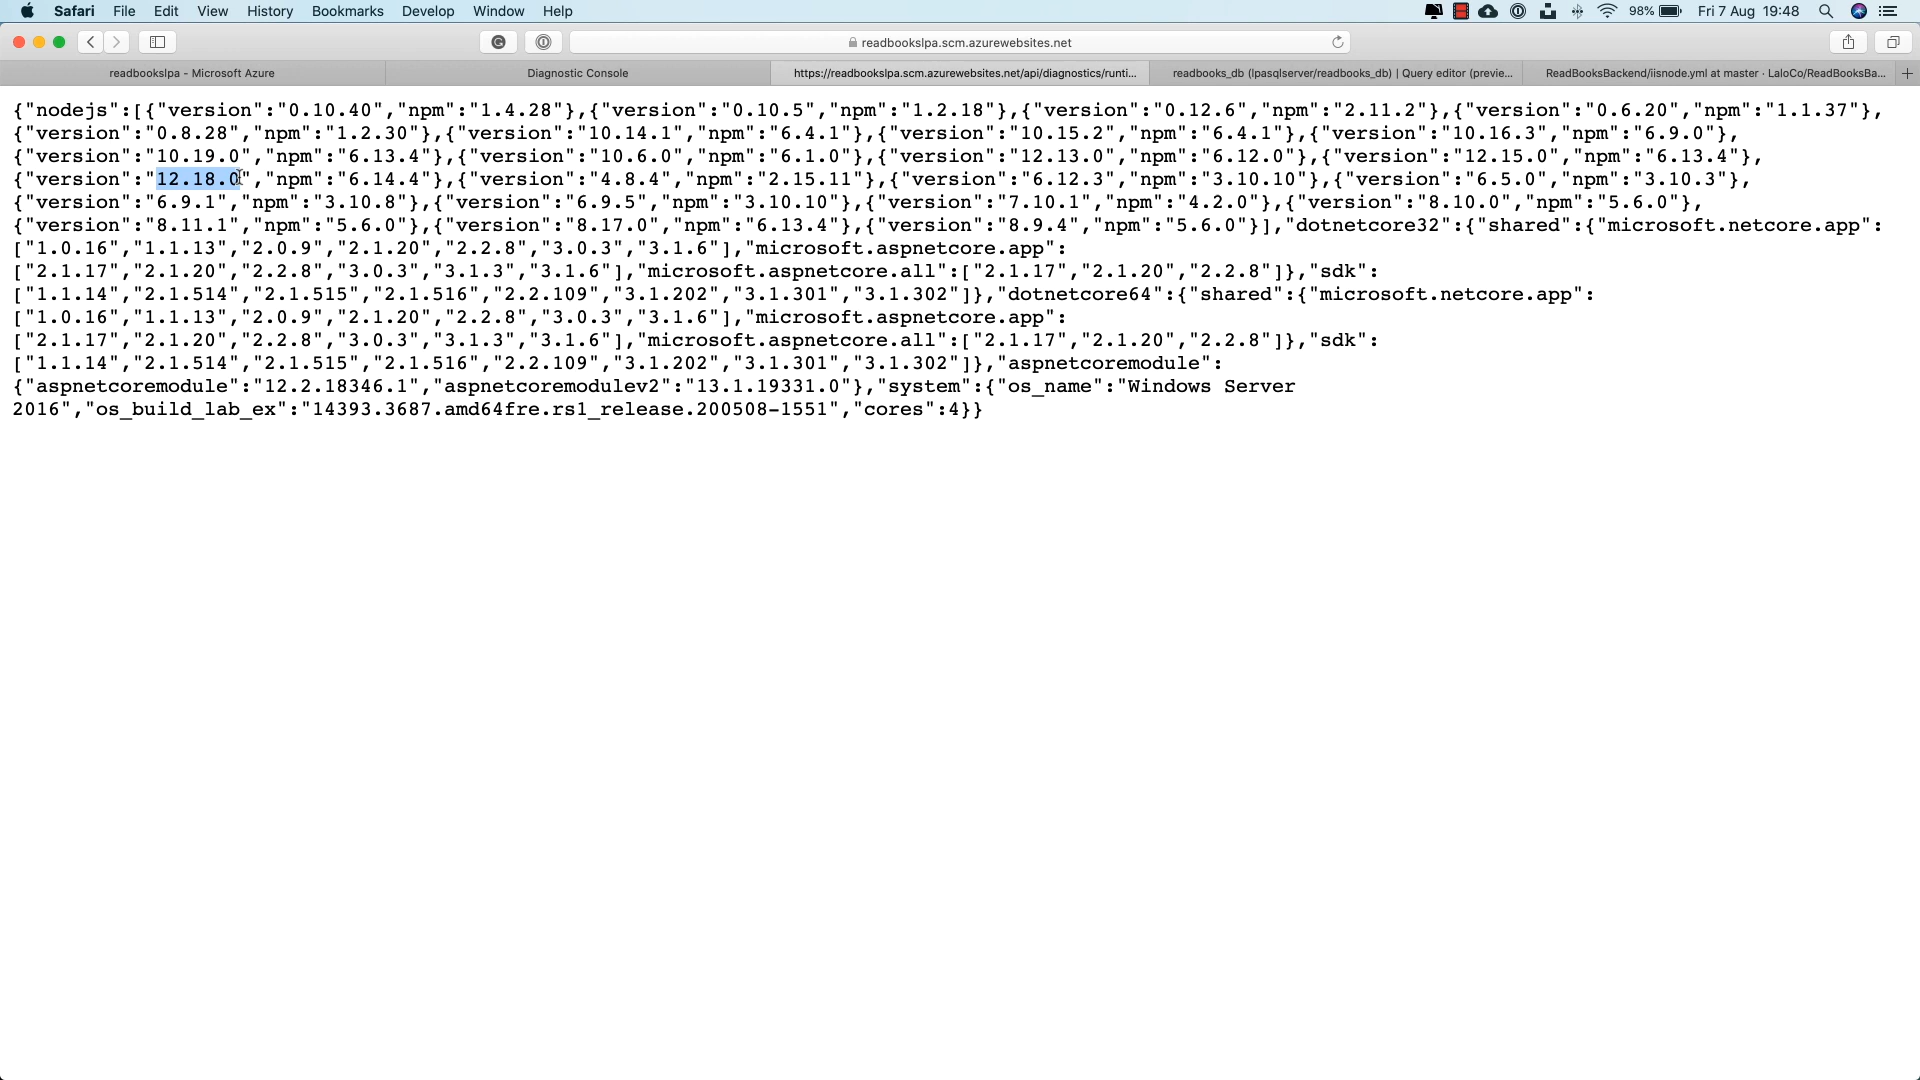 Safari File Edit View History Bookmarks Develop Window Help 98% Fri 7 Aug 19:48
readbookslpa.scm.azurewebsites.net
readbookslpa - Microsoft Azure Diagnostic Console https://readbookslpa.scm.azurewebsites.net/api/diagnostics/runti... readbooks_db (lpasqlserver/readbooks_db) | Query editor (previe... ReadBooksBackend/iisnode.yml at master · LaloCo/ReadBooksBa...
{"nodejs":[{"version":"0.10.40","npm":"1.4.28"},{"version":"0.10.5","npm":"1.2.18"},{"version":"0.12.6","npm":"2.11.2"},{"version":"0.6.20","npm":"1.1.37"},
{"version":"0.8.28","npm":"1.2.30"},{"version":"10.14.1","npm":"6.4.1"},{"version":"10.15.2","npm":"6.4.1"},{"version":"10.16.3","npm":"6.9.0"},
{"version":"10.19.0","npm":"6.13.4"},{"version":"10.6.0","npm":"6.1.0"},{"version":"12.13.0","npm":"6.12.0"},{"version":"12.15.0","npm":"6.13.4"},
{"version":"12.18.0","npm":"6.14.4"},{"version":"4.8.4","npm":"2.15.11"},{"version":"6.12.3","npm":"3.10.10"},{"version":"6.5.0","npm":"3.10.3"},
{"version":"6.9.1","npm":"3.10.8"},{"version":"6.9.5","npm":"3.10.10"},{"version":"7.10.1","npm":"4.2.0"},{"version":"8.10.0","npm":"5.6.0"},
{"version":"8.11.1","npm":"5.6.0"},{"version":"8.17.0","npm":"6.13.4"},{"version":"8.9.4","npm":"5.6.0"}],"dotnetcore32":{"shared":{"microsoft.netcore.app":
["1.0.16","1.1.13","2.0.9","2.1.20","2.2.8","3.0.3","3.1.6"],"microsoft.aspnetcore.app":
["2.1.17","2.1.20","2.2.8","3.0.3","3.1.3","3.1.6"],"microsoft.aspnetcore.all":["2.1.17","2.1.20","2.2.8"]},"sdk":
["1.1.14","2.1.514","2.1.515","2.1.516","2.2.109","3.1.202","3.1.301","3.1.302"]},"dotnetcore64":{"shared":{"microsoft.netcore.app":
["1.0.16","1.1.13","2.0.9","2.1.20","2.2.8","3.0.3","3.1.6"],"microsoft.aspnetcore.app":
["2.1.17","2.1.20","2.2.8","3.0.3","3.1.3","3.1.6"],"microsoft.aspnetcore.all":["2.1.17","2.1.20","2.2.8"]},"sdk":
["1.1.14","2.1.514","2.1.515","2.1.516","2.2.109","3.1.202","3.1.301","3.1.302"]},"aspnetcoremodule":
{"aspnetcoremodule":"12.2.18346.1","aspnetcoremodulev2":"13.1.19331.0"},"system":{"os_name":"Windows Server
2016","os_build_lab_ex":"14393.3687.amd64fre.rs1_release.200508-1551","cores":4}}